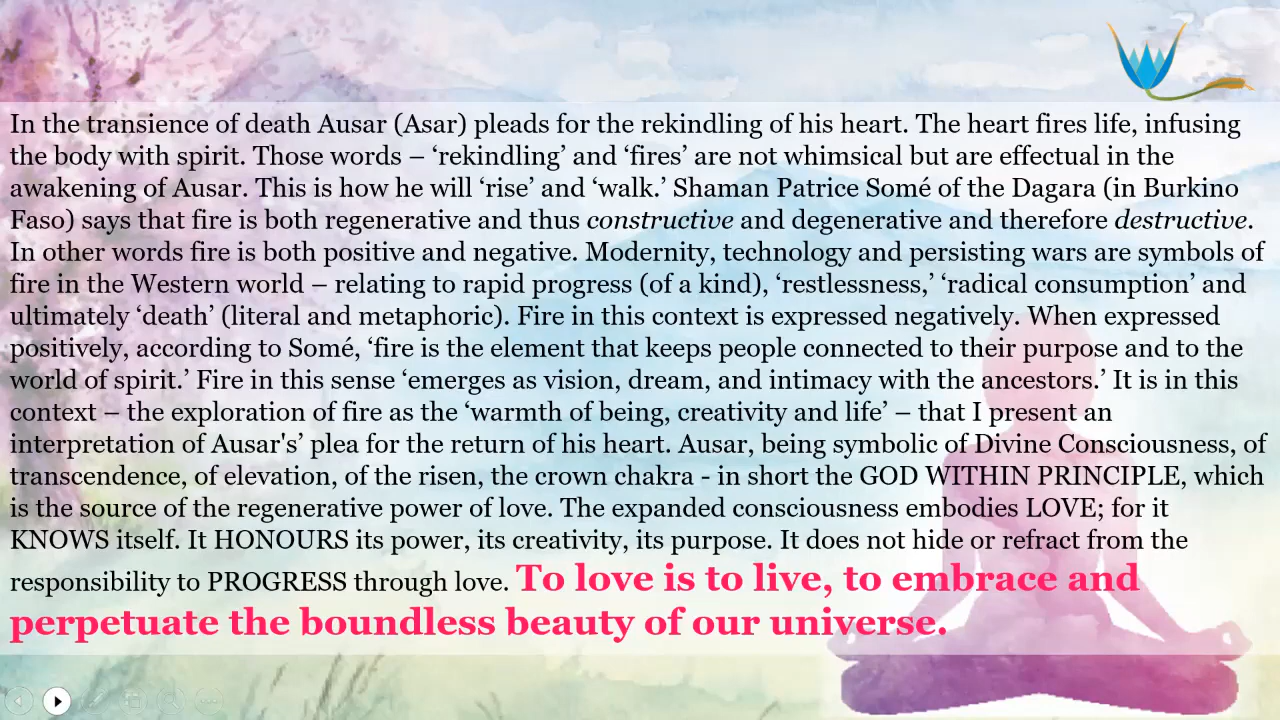 In the transience of death Ausar (Asar) pleads for the rekindling of his heart. The heart fires life, infusing
the body with spirit. Those words – ‘rekindling’ and ‘fires’ are not whimsical but are effectual in the
awakening of Ausar. This is how he will ‘rise’ and ‘walk.’ Shaman Patrice Somé of the Dagara (in Burkino
Faso) says that fire is both regenerative and thus constructive and degenerative and therefore destructive.
In other words fire is both positive and negative. Modernity, technology and persisting wars are symbols of
fire in the Western world – relating to rapid progress (of a kind), ‘restlessness,’ ‘radical consumption’ and
ultimately ‘death’ (literal and metaphoric). Fire in this context is expressed negatively. When expressed
positively, according to Somé, ‘fire is the element that keeps people connected to their purpose and to the
world of spirit.’ Fire in this sense ‘emerges as vision, dream, and intimacy with the ancestors.’ It is in this
context – the exploration of fire as the ‘warmth of being, creativity and life’ – that I present an
interpretation of Ausar's’ plea for the return of his heart. Ausar, being symbolic of Divine Consciousness, of
transcendence, of elevation, of the risen, the crown chakra - in short the GOD WITHIN PRINCIPLE, which
is the source of the regenerative power of love. The expanded consciousness embodies LOVE; for it
KNOWS itself. It HONOURS its power, its creativity, its purpose. It does not hide or refract from the
responsibility to PROGRESS through love. To love is to live, to embrace and
perpetuate the boundless beauty of our universe.